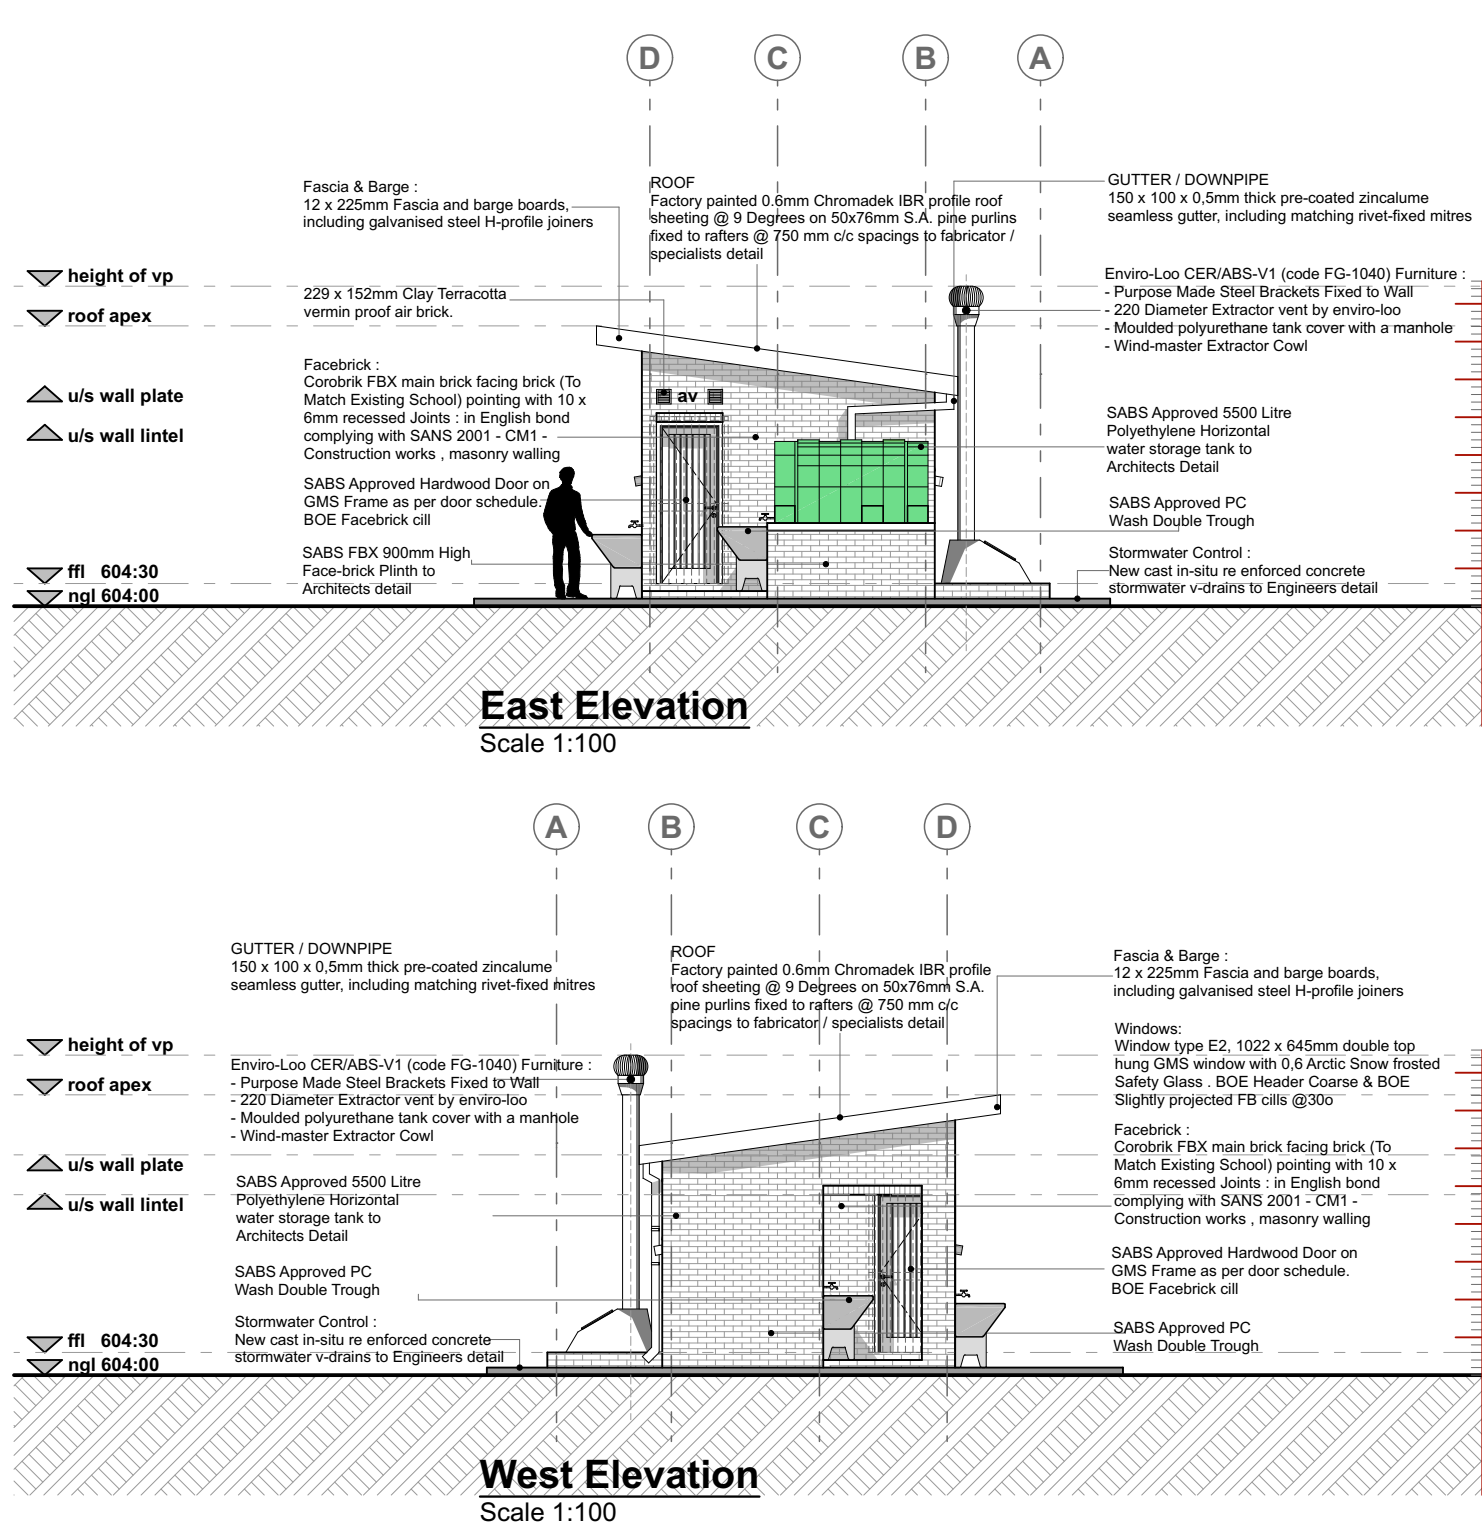 D
C
B
A
Fascia & Barge :
12 x 225mm Fascia and barge boards,
including galvanised steel H-profile joiners
ROOF
Factory painted 0.6mm Chromadek IBR profile roof
sheeting @ 9 Degrees on 50x76mm S.A. pine purlins
fixed to rafters @ 750 mm c/c spacings to fabricator /
specialists detail
GUTTER / DOWNPIPE
150 x 100 x 0,5mm thick pre-coated zincalume
seamless gutter, including matching rivet-fixed mitres
height of vp
roof apex
u/s wall plate
u/s wall lintel
ffl 604:30
ngl 604:00
229 x 152mm Clay Terracotta
vermin proof air brick.
Facebrick :
Corobrik FBX main brick facing brick (To
Match Existing School) pointing with 10 x
6mm recessed Joints : in English bond
complying with SANS 2001 - CM1 -
Construction works , masonry walling
SABS Approved Hardwood Door on
GMS Frame as per door schedule.
BOE Facebrick cill
SABS FBX 900mm High
Face-brick Plinth to
Architects detail
av
Enviro-Loo CER/ABS-V1 (code FG-1040) Furniture :
- Purpose Made Steel Brackets Fixed to Wall
- 220 Diameter Extractor vent by enviro-loo
- Moulded polyurethane tank cover with a manhole
- Wind-master Extractor Cowl
SABS Approved 5500 Litre
Polyethylene Horizontal
water storage tank to
Architects Detail
SABS Approved PC
Wash Double Trough
Stormwater Control :
New cast in-situ re enforced concrete
stormwater v-drains to Engineers detail
East Elevation
Scale 1:100
A
B
C
D
GUTTER / DOWNPIPE
150 x 100 x 0,5mm thick pre-coated zincalume
seamless gutter, including matching rivet-fixed mitres
ROOF
Factory painted 0.6mm Chromadek IBR profile
roof sheeting @ 9 Degrees on 50x76mm S.A.
pine purlins fixed to rafters @ 750 mm c/c
spacings to fabricator / specialists detail
Fascia & Barge :
12 x 225mm Fascia and barge boards,
including galvanised steel H-profile joiners
height of vp
roof apex
u/s wall plate
u/s wall lintel
ffl 604:30
ngl 604:00
Enviro-Loo CER/ABS-V1 (code FG-1040) Furniture :
- Purpose Made Steel Brackets Fixed to Wall
- 220 Diameter Extractor vent by enviro-loo
- Moulded polyurethane tank cover with a manhole
- Wind-master Extractor Cowl
SABS Approved 5500 Litre
Polyethylene Horizontal
water storage tank to
Architects Detail
SABS Approved PC
Wash Double Trough
Stormwater Control :
New cast in-situ re enforced concrete
stormwater v-drains to Engineers detail
Windows:
Window type E2, 1022 x 645mm double top
hung GMS window with 0,6 Arctic Snow frosted
Safety Glass . BOE Header Coarse & BOE
Slightly projected FB cills @30o
Facebrick :
Corobrik FBX main brick facing brick (To
Match Existing School) pointing with 10 x
6mm recessed Joints : in English bond
complying with SANS 2001 - CM1 -
Construction works , masonry walling
SABS Approved Hardwood Door on
GMS Frame as per door schedule.
BOE Facebrick cill
SABS Approved PC
Wash Double Trough
West Elevation
Scale 1:100